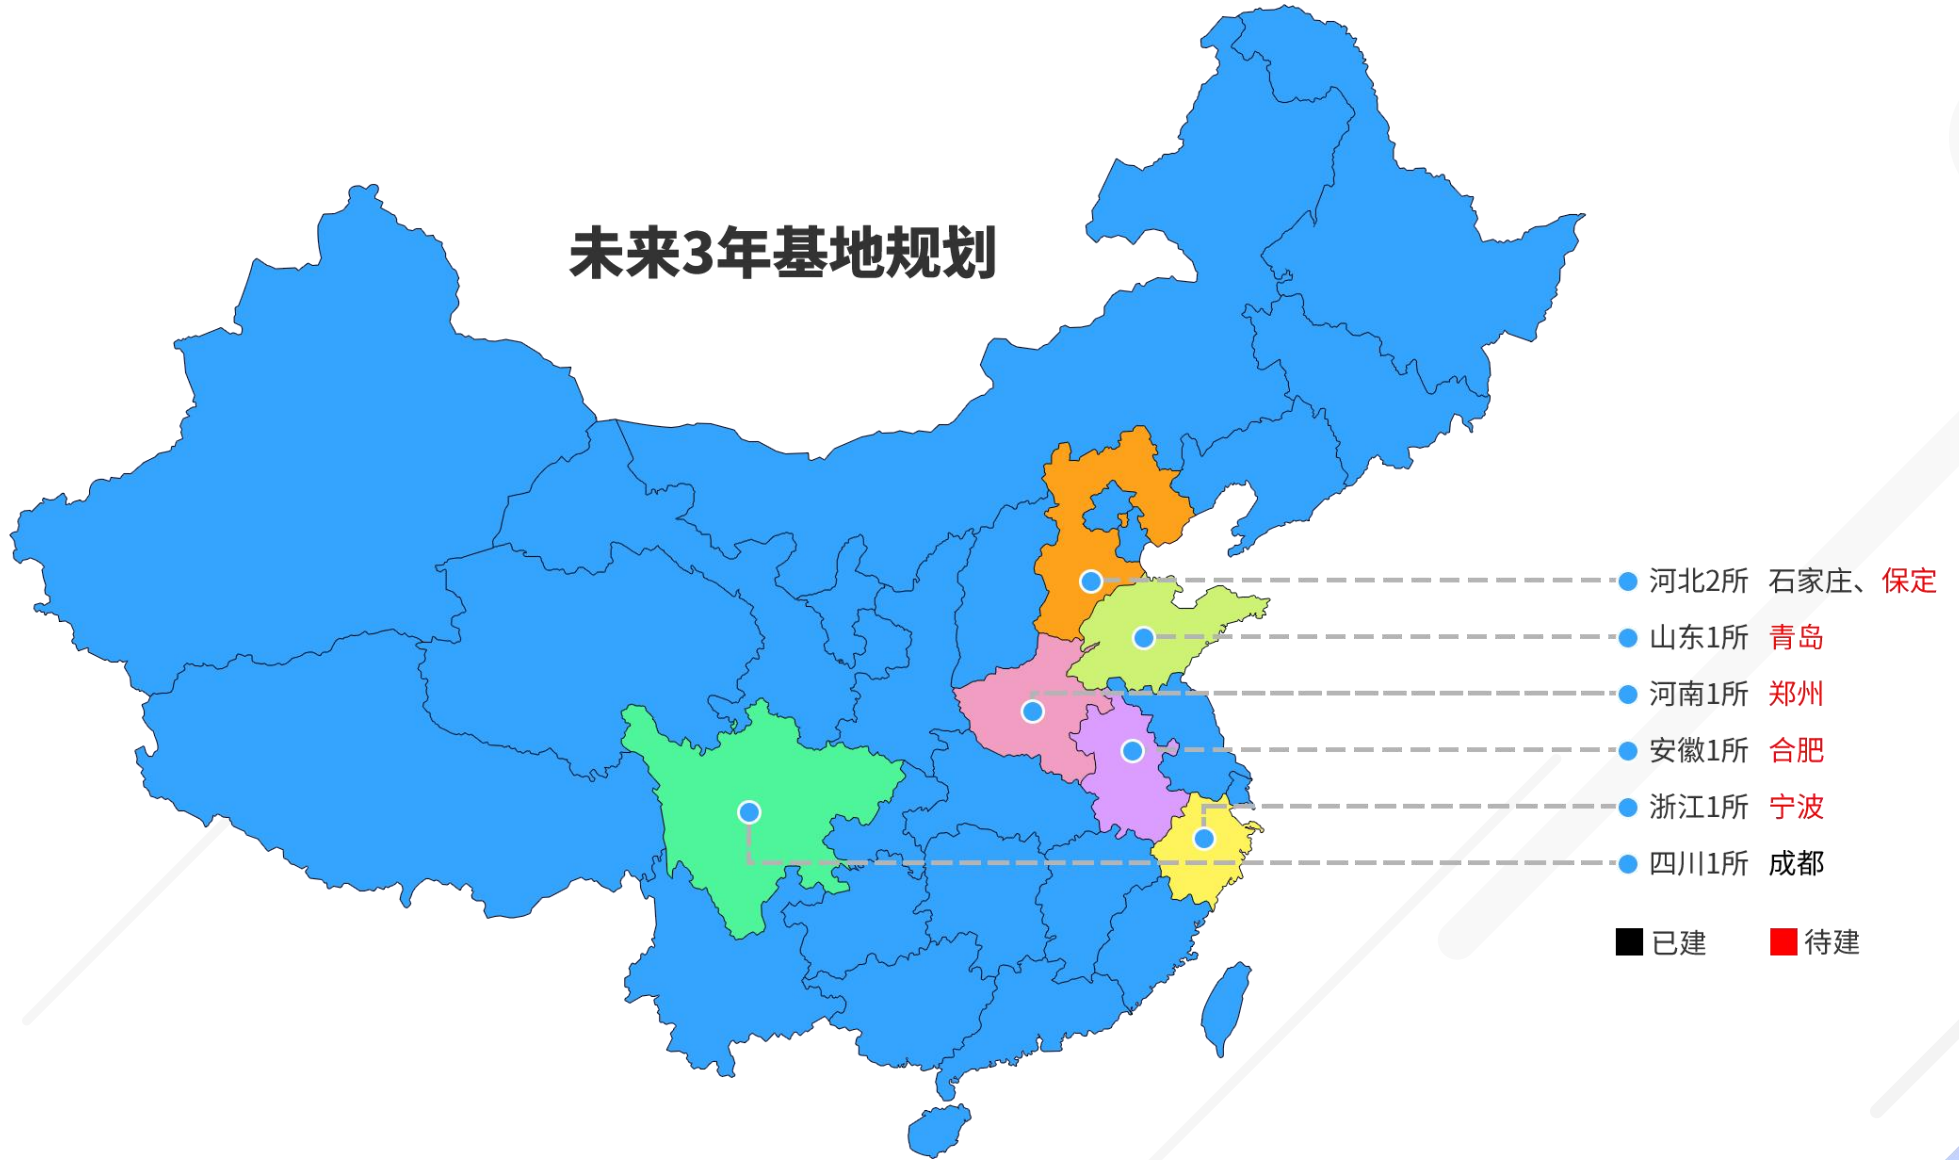 未来3年基地规划
河北2所 石家庄、保定
山东1所 青岛
河南1所 郑州
安徽1所 合肥
浙江1所 宁波
四川1所 成都
已建 待建